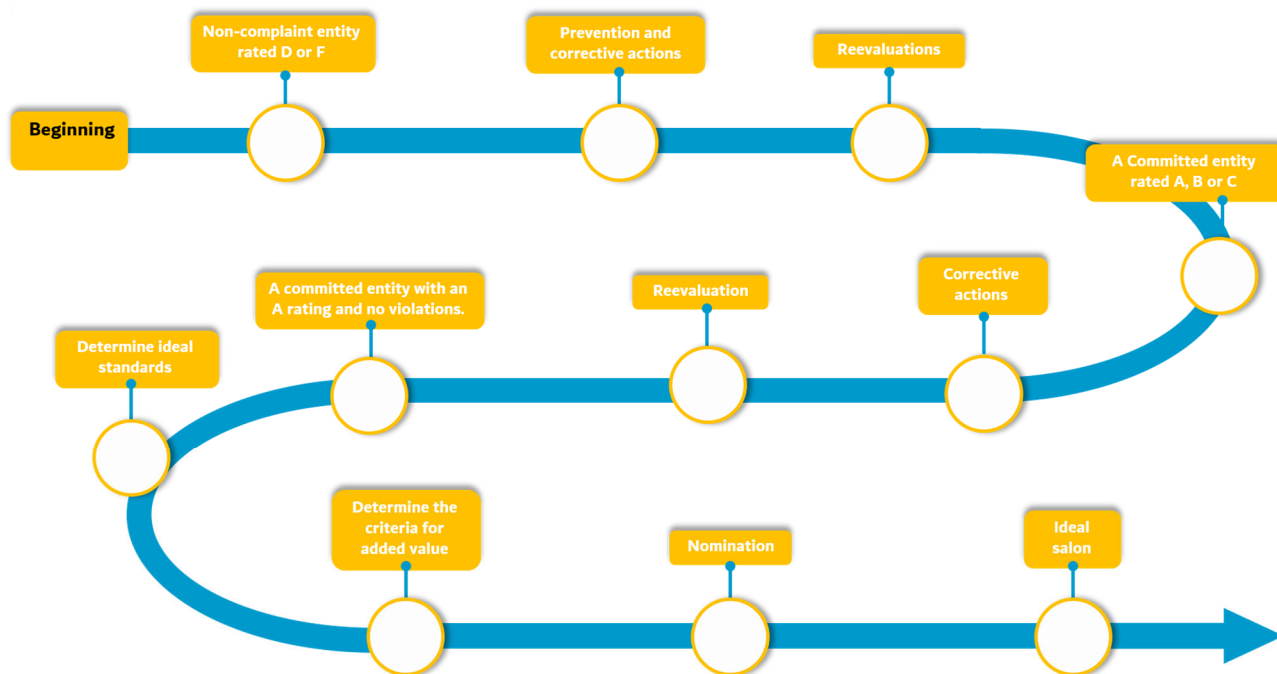 Non-complaint entity
rated D or F
Prevention and
corrective actions
Reevaluations
Beginning
A Committed entity
rated A, B or C
Corrective
actions
Reevaluation
A committed entity with an
A rating and no violations.
Determine ideal
standards
Determine the
criteria for
added value
Nomination
Ideal
salon